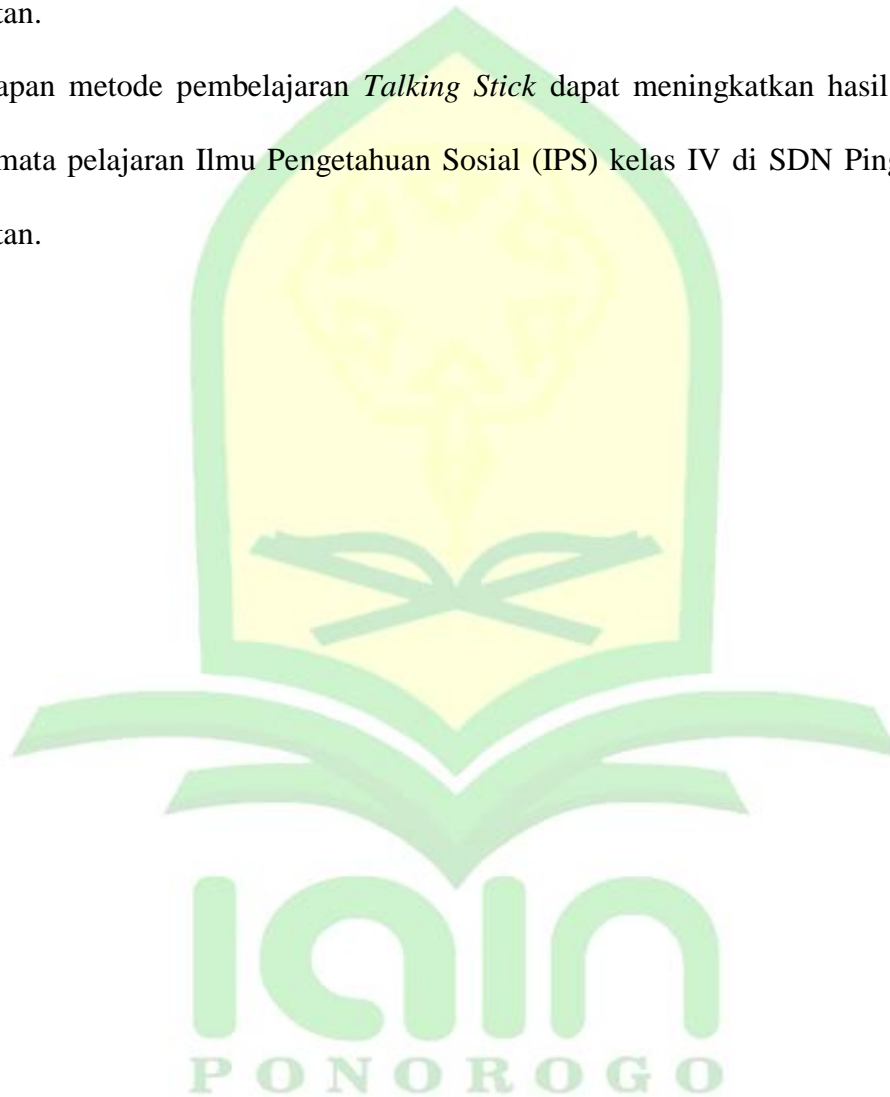 tan.
apan metode pembelajaran Talking Stick dapat meningkatkan hasil
mata pelajaran Ilmu Pengetahuan Sosial (IPS) kelas IV di SDN Ping
tan.
iain
PONOROGO